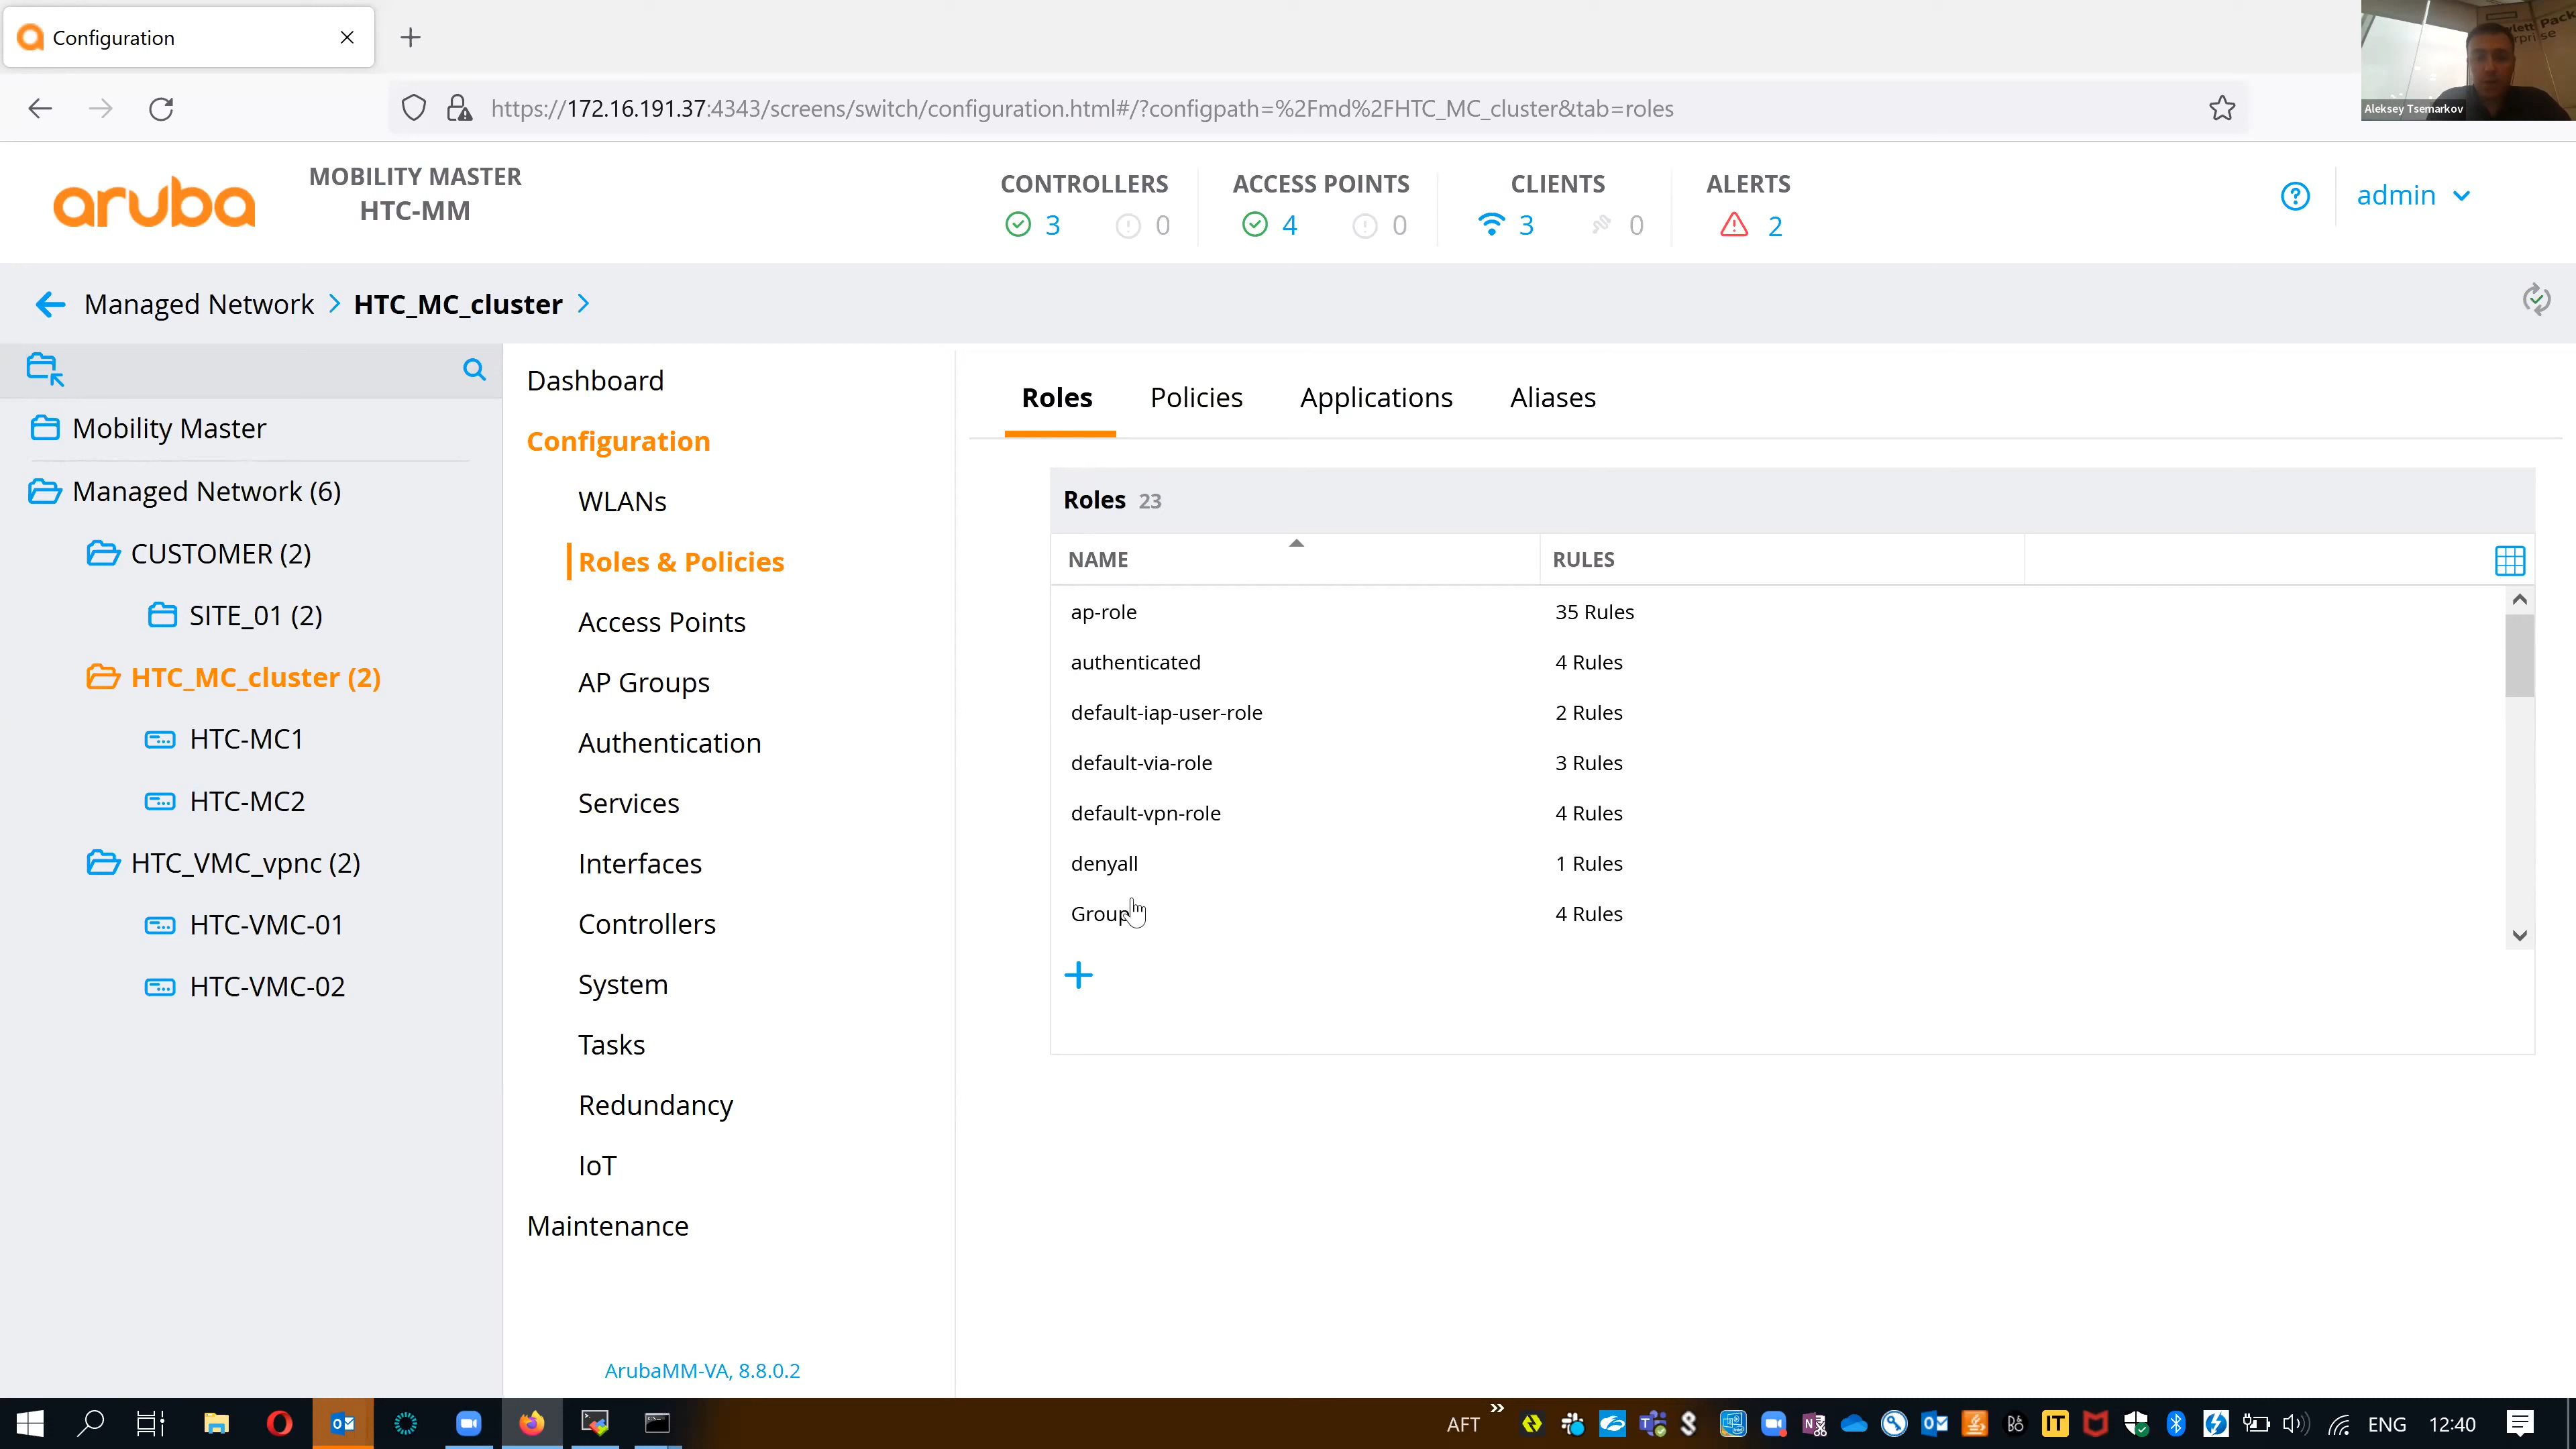 Configuration
https://172.16.191.37:4343/screens/switch/configuration.html#/?configpath=%2Fmd%2FHTC_MC_cluster&tab=roles
Aleksey Tsemarkov
aruba
MOBILITY MASTER
HTC-MM
CONTROLLERS
3 0
ACCESS POINTS
4 0
CLIENTS
3 0
ALERTS
2
admin
Managed Network > HTC_MC_cluster >
Mobility Master
Managed Network (6)
CUSTOMER (2)
SITE_01 (2)
HTC_MC_cluster (2)
HTC-MC1
HTC-MC2
HTC_VMC_vpnc (2)
HTC-VMC-01
HTC-VMC-02
Dashboard
Configuration
WLANs
Roles & Policies
Access Points
AP Groups
Authentication
Services
Interfaces
Controllers
System
Tasks
Redundancy
IoT
Maintenance
ArubaMM-VA, 8.8.0.2
Roles Policies Applications Aliases
Roles 23
NAME RULES
ap-role 35 Rules
authenticated 4 Rules
default-iap-user-role 2 Rules
default-via-role 3 Rules
default-vpn-role 4 Rules
denyall 1 Rules
4 Rules
AFT
ENG
12:40